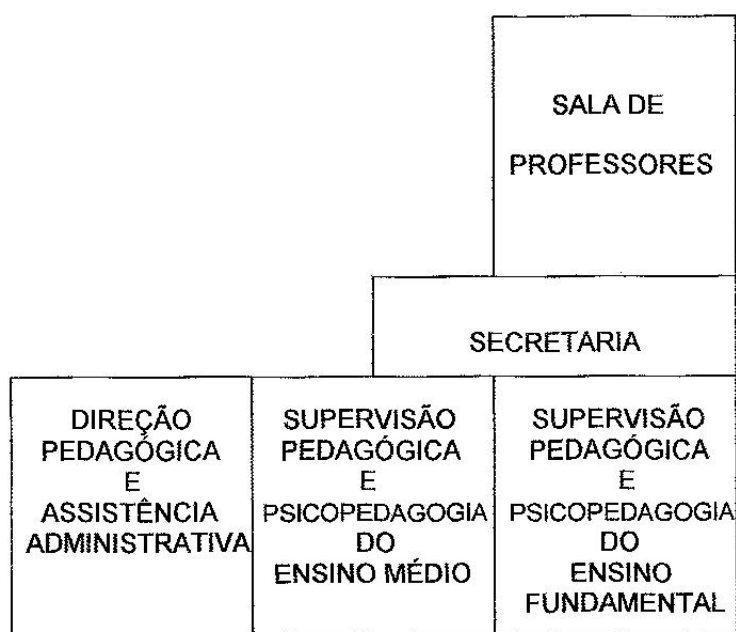 SALA DE
PROFESSORES
SECRETARIA
DIREÇÃO
PEDAGÓGICA
E
ASSISTÊNCIA
ADMINISTRATIVA
SUPERVISÃO
PEDAGÓGICA
E
PSICOPEDAGOGIA
DO
ENSINO MÉDIO
SUPERVISÃO
PEDAGÓGICA
E
PSICOPEDAGOGIA
DO
ENSINO
FUNDAMENTAL